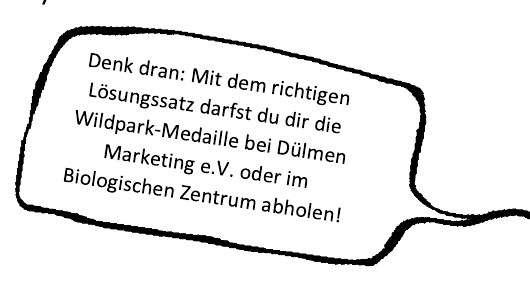 Denk dran: Mit dem richtigen
Lösungssatz darfst du dir die
Wildpark-Medaille bei Dülmen
Marketing e.V. oder im
Biologischen Zentrum abholen!